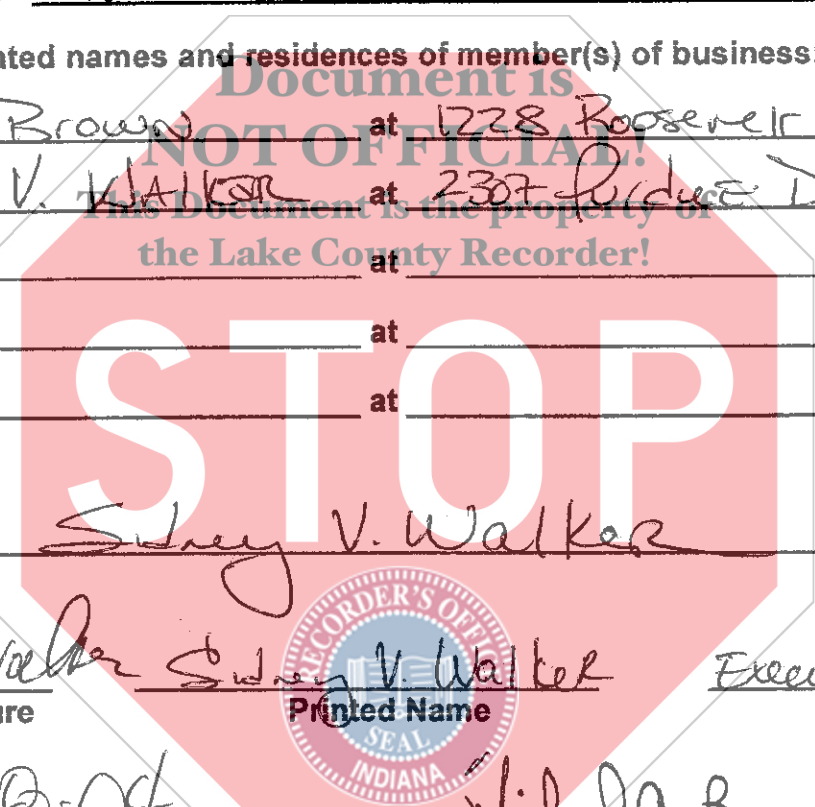 ated names and residences of member(s) of business:
Document is
Brown at 1228 Roosevelt
NOT OFFICIAL!
V. Walker at 2307 Purdue D
This Document is the property of
the Lake County Recorder!
at
at
at
STOP
Sidney V. Walker
Walker Sidney V. Walker Execu
ure Printed Name
RECORDER'S OFFICE
SEAL
INDIANA